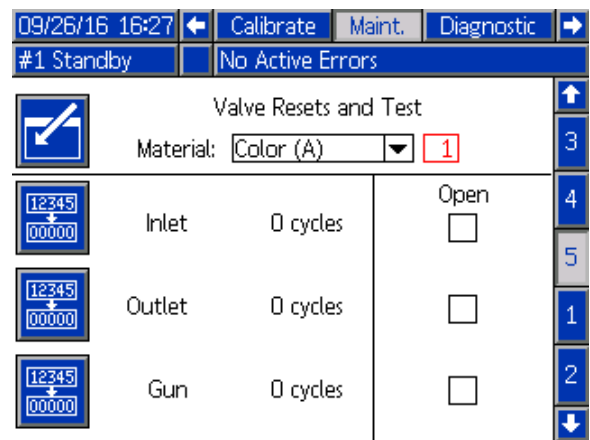 09/26/16 16:27 Calibrate Maint. Diagnostic
#1 Standby No Active Errors
Valve Resets and Test
Material: Color (A) 1
3
Open
12345
00000
Inlet 0 cycles
4
5
12345
00000
Outlet 0 cycles
1
12345
00000
Gun 0 cycles
2